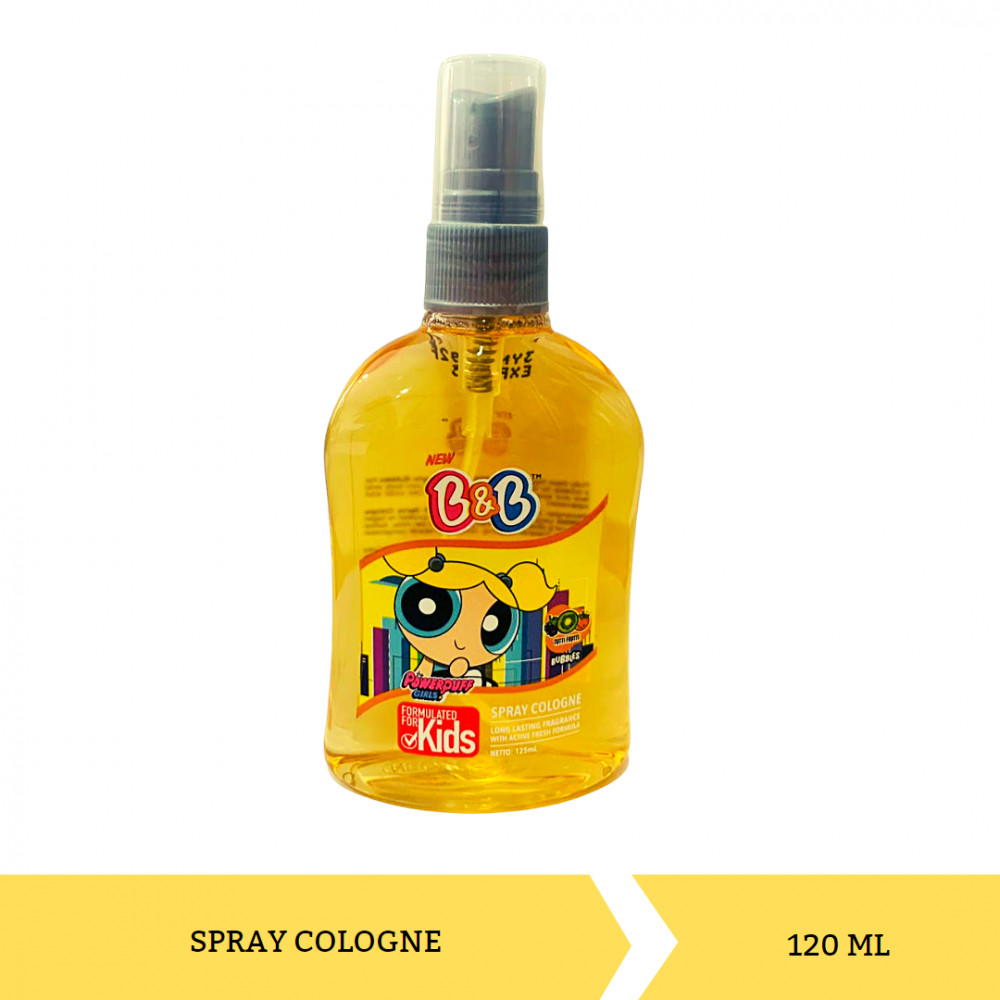 NEW
B&B™
TUTTI FRUTTI
BUBBLES
POWERPUFF
GIRLS
FORMULATED
FOR
Kids
SPRAY COLOGNE
LONG LASTING FRAGRANCE
WITH ACTIVE FRESH FORMULA
NETTO: 125mL
SPRAY COLOGNE
120 ML